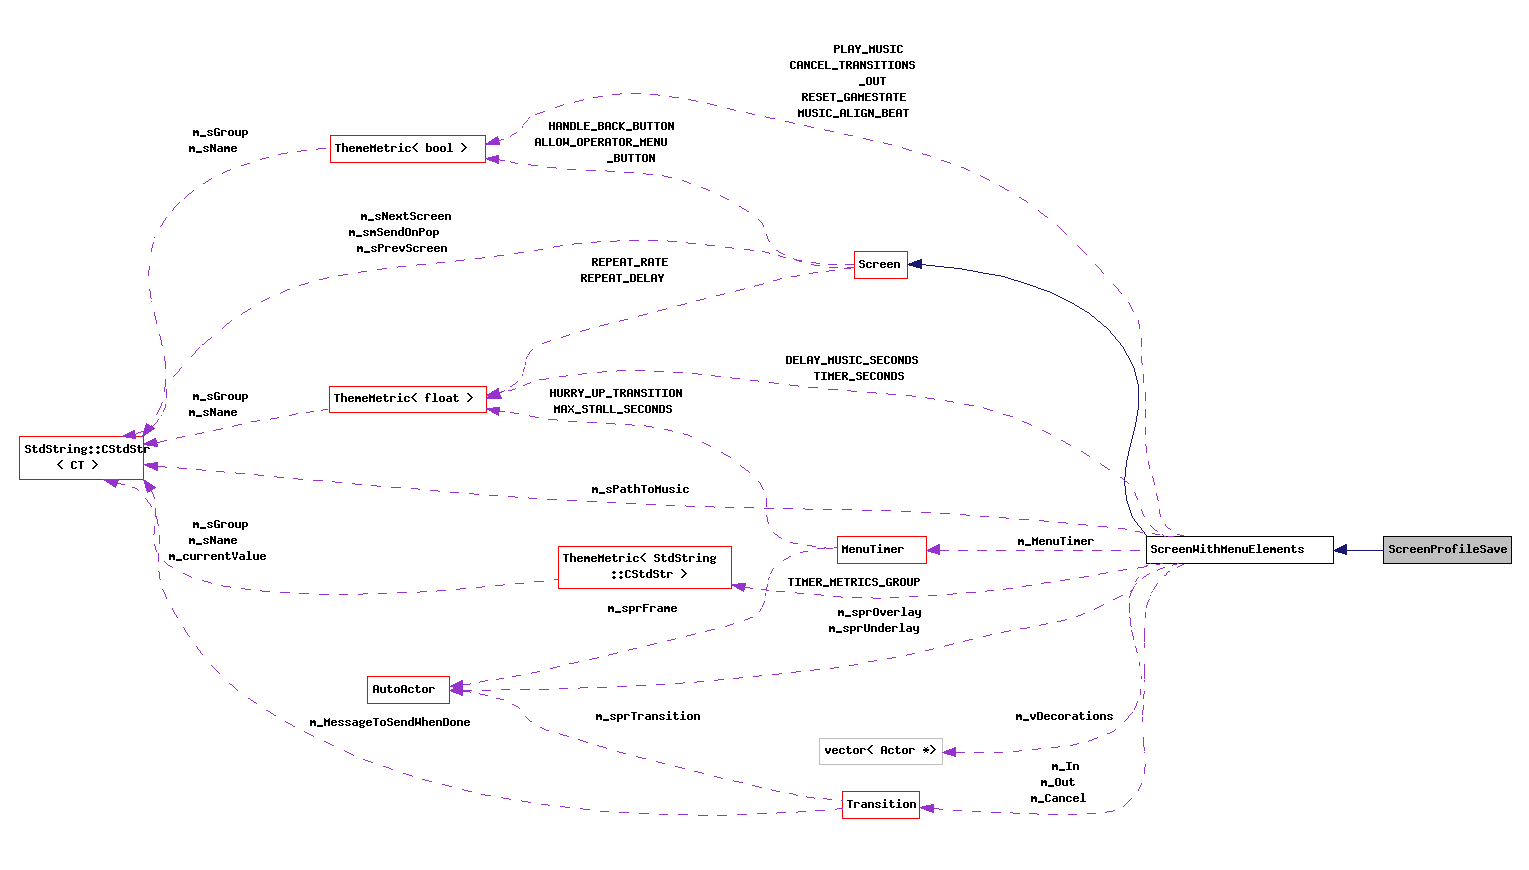 PLAY_MUSIC
CANCEL_TRANSITIONS
_OUT
RESET_GAMESTATE
MUSIC_ALIGN_BEAT
HANDLE_BACK_BUTTON
ALLOW_OPERATOR_MENU
_BUTTON
m_sGroup
m_sName
ThemeMetric< bool >
m_sNextScreen
m_smSendOnPop
m_sPrevScreen
REPEAT_RATE
REPEAT_DELAY
Screen
DELAY_MUSIC_SECONDS
TIMER_SECONDS
m_sGroup
m_sName
ThemeMetric< float >
HURRY_UP_TRANSITION
MAX_STALL_SECONDS
StdString::CStdStr
< CT >
m_sPathToMusic
m_sGroup
m_sName
m_currentValue
ThemeMetric< StdString
::CStdStr >
MenuTimer
m_MenuTimer
ScreenWithMenuElements
ScreenProfileSave
TIMER_METRICS_GROUP
m_sprFrame
m_sprOverlay
m_sprUnderlay
AutoActor
m_MessageToSendWhenDone
m_sprTransition
m_vDecorations
vector< Actor *>
m_In
m_Out
m_Cancel
Transition